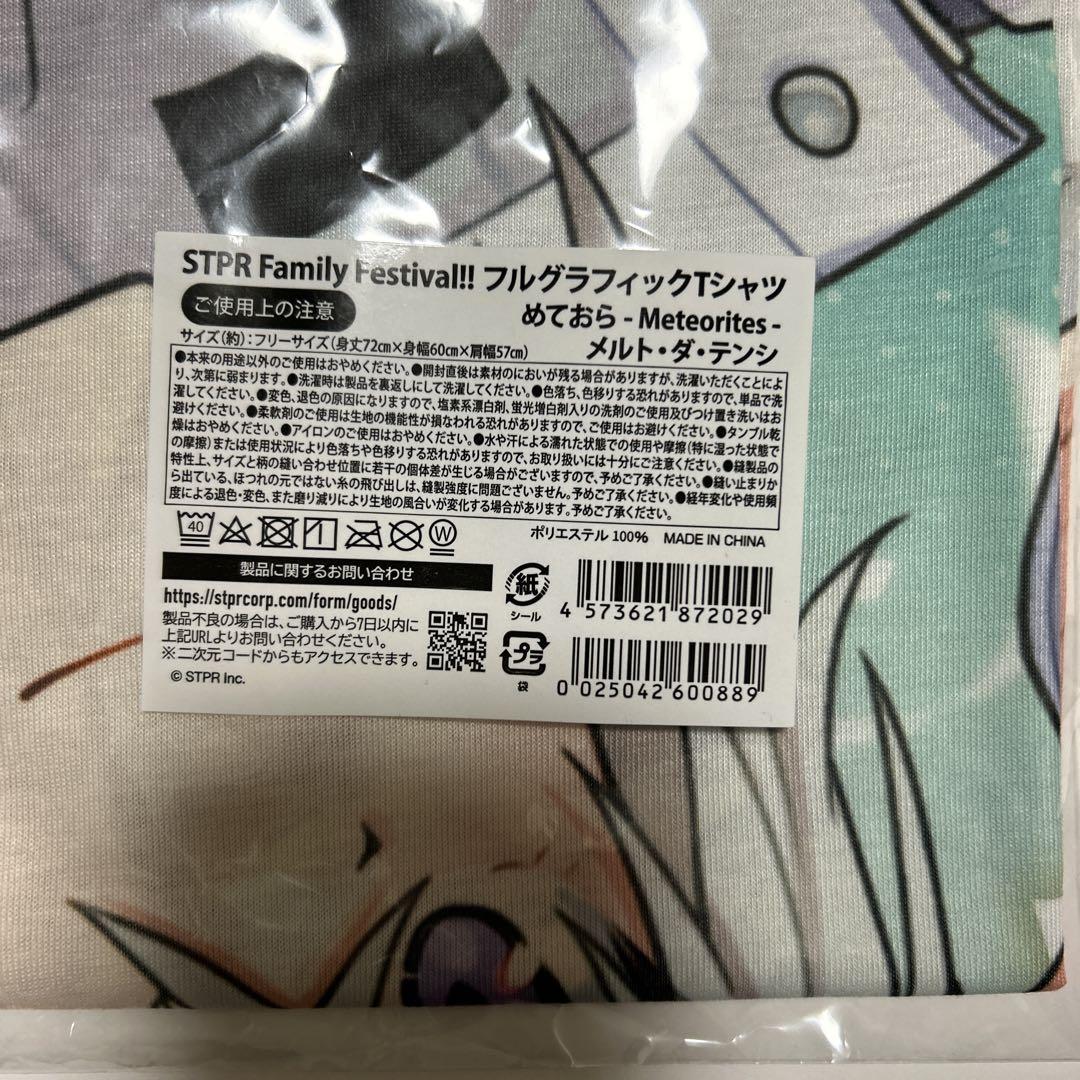 STPR Family Festival!! フルグラフィックTシャツ
めておら - Meteorites -
メルト・ダ・テンシ
ご使用上の注意
サイズ(約):フリーサイズ(身丈72㎝×身幅60㎝×肩幅57㎝)
●本来の用途以外のご使用はおやめください。●開封直後は素材のにおいが残る場合がありますが、洗濯いただくことによ
り、次第に弱まります。●洗濯時は製品を裏返しにして洗濯してください。●色落ち、色移りする恐れがありますので、単品で洗
濯してください。●変色、退色の原因になりますので、塩素系漂白剤、蛍光増白剤入りの洗剤のご使用及びつけ置き洗いはお
避けください。●柔軟剤のご使用は生地の機能性が損なわれる恐れがありますので、ご使用はお避けください。●タンブル乾
燥はおやめください。●アイロンのご使用はおやめください。●水や汗による濡れた状態での使用や摩擦(特に湿った状態で
の摩擦)または使用状況により色落ちや色移りする恐れがありますので、お取り扱いには十分にご注意ください。●縫製品の
特性上、サイズと柄の縫い合わせ位置に若干の個体差が生じる場合がございますので、予めご了承ください。●縫い止まりか
ら出ている、ほつれの元ではない糸の飛び出しは、縫製強度に問題ございません。予めご了承ください。●経年変化や使用頻
度による退色・変色、また磨り減りにより生地の風合いが変化する場合があります。予めご了承ください。
40
W
ポリエステル 100% MADE IN CHINA
製品に関するお問い合わせ
https://stprcorp.com/form/goods/
製品不良の場合は、ご購入から7日以内に
上記URLよりお問い合わせください。
※二次元コードからもアクセスできます。
© STPR Inc.
紙
シール
プラ
袋
4 573621 872029
0 025042 600889